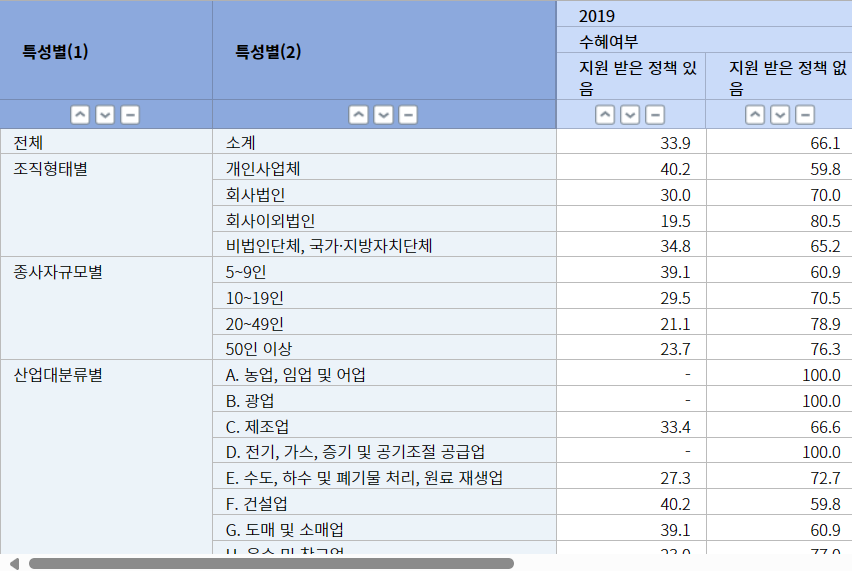 특성별(1) 특성별(2) 2019
수혜여부
지원 받은 정책 있음 지원 받은 정책 없음
전체 소계 33.9 66.1
조직형태별 개인사업체 40.2 59.8
회사법인 30.0 70.0
회사이외법인 19.5 80.5
비법인단체, 국가·지방자치단체 34.8 65.2
종사자규모별 5~9인 39.1 60.9
10~19인 29.5 70.5
20~49인 21.1 78.9
50인 이상 23.7 76.3
산업대분류별 A. 농업, 임업 및 어업 - 100.0
B. 광업 - 100.0
C. 제조업 33.4 66.6
D. 전기, 가스, 증기 및 공기조절 공급업 - 100.0
E. 수도, 하수 및 폐기물 처리, 원료 재생업 27.3 72.7
F. 건설업 40.2 59.8
G. 도매 및 소매업 39.1 60.9